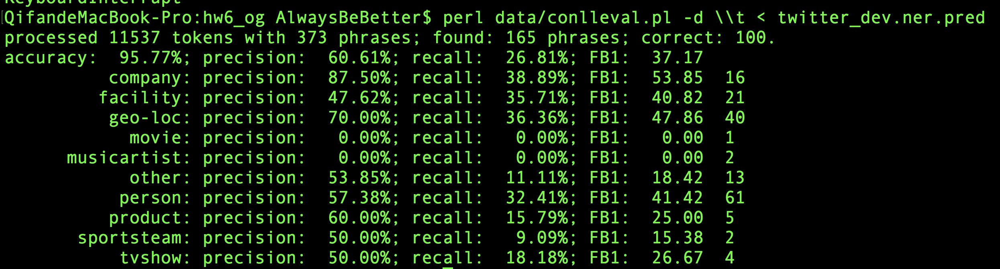 KeyboardInterrupt
QifandeMacBook-Pro:hw6_og AlwaysBeBetter$ perl data/conlleval.pl -d \\t < twitter_dev.ner.pred
processed 11537 tokens with 373 phrases; found: 165 phrases; correct: 100.
accuracy:  95.77%; precision:  60.61%; recall:  26.81%; FB1:  37.17
          company: precision:  87.50%; recall:  38.89%; FB1:  53.85  16
         facility: precision:  47.62%; recall:  35.71%; FB1:  40.82  21
          geo-loc: precision:  70.00%; recall:  36.36%; FB1:  47.86  40
            movie: precision:   0.00%; recall:   0.00%; FB1:   0.00  1
      musicartist: precision:   0.00%; recall:   0.00%; FB1:   0.00  2
            other: precision:  53.85%; recall:  11.11%; FB1:  18.42  13
           person: precision:  57.38%; recall:  32.41%; FB1:  41.42  61
          product: precision:  60.00%; recall:  15.79%; FB1:  25.00  5
       sportsteam: precision:  50.00%; recall:   9.09%; FB1:  15.38  2
           tvshow: precision:  50.00%; recall:  18.18%; FB1:  26.67  4